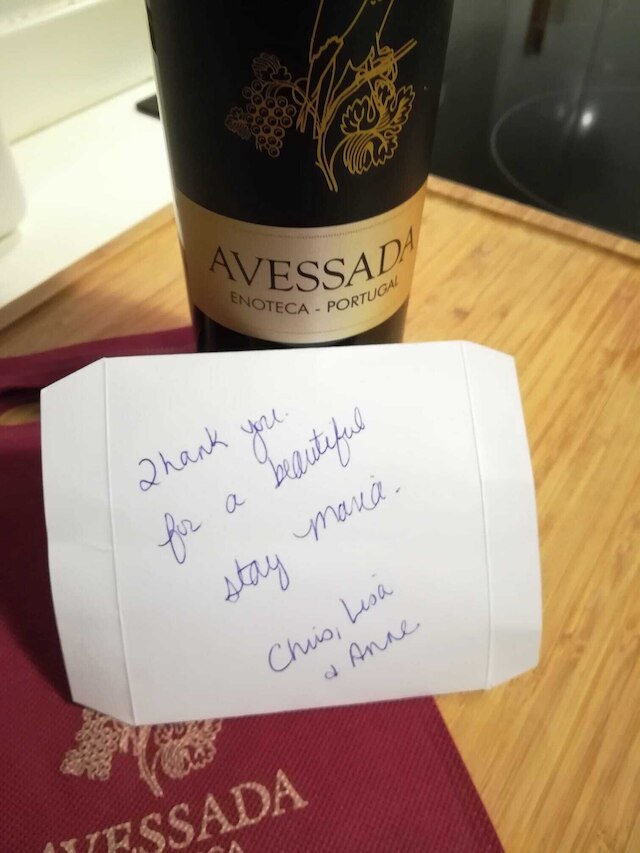 AVESSADA
ENOTECA - PORTUGAL
Thank you.
for a beautiful
stay Maria.
Chris, Lisa
& Anne
AVESSADA